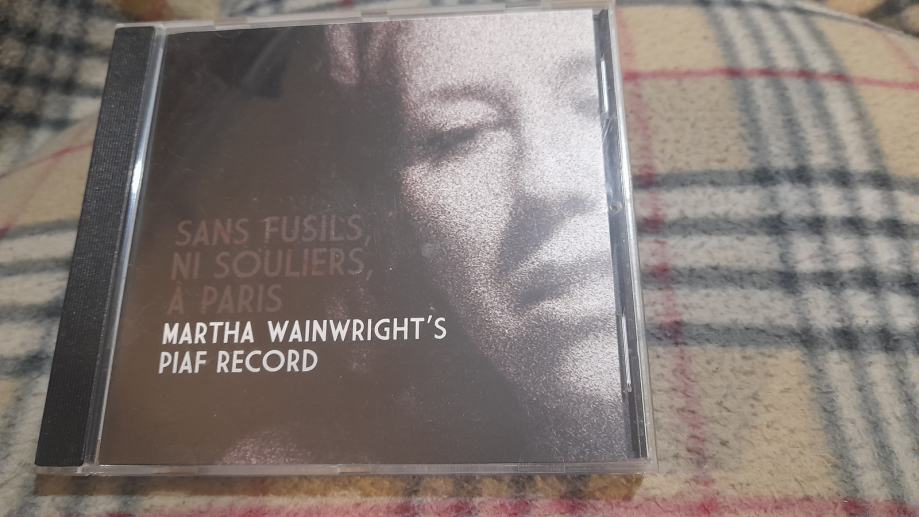 SANS FUSILS,
NI SOULIERS,
À PARIS
MARTHA WAINWRIGHT'S
PIAF RECORD